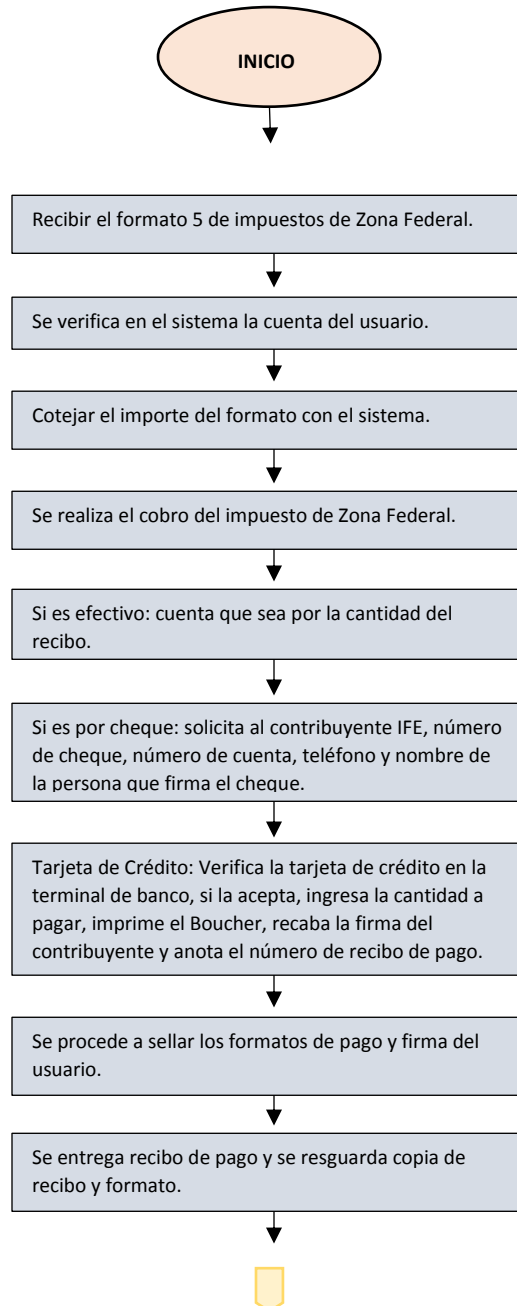 INICIO
Recibir el formato 5 de impuestos de Zona Federal.
Se verifica en el sistema la cuenta del usuario.
Cotejar el importe del formato con el sistema.
Se realiza el cobro del impuesto de Zona Federal.
Si es efectivo: cuenta que sea por la cantidad del
recibo.
Si es por cheque: solicita al contribuyente IFE, número
de cheque, número de cuenta, teléfono y nombre de
la persona que firma el cheque.
Tarjeta de Crédito: Verifica la tarjeta de crédito en la
terminal de banco, si la acepta, ingresa la cantidad a
pagar, imprime el Boucher, recaba la firma del
contribuyente y anota el número de recibo de pago.
Se procede a sellar los formatos de pago y firma del
usuario.
Se entrega recibo de pago y se resguarda copia de
recibo y formato.